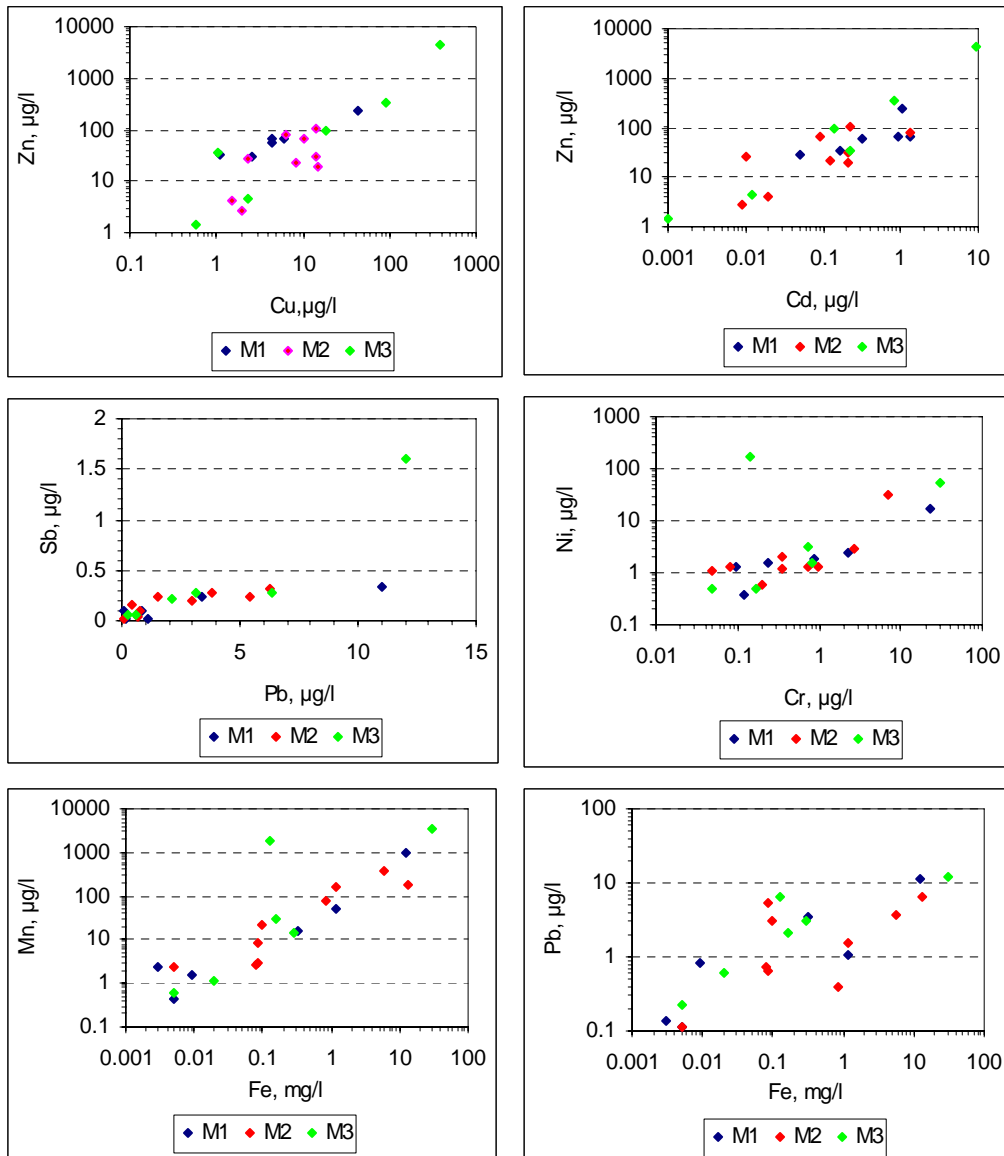 10000
1000
100
10
1
0.1 1 10 100 1000
Zn, µg/l
Cu,µg/l
M1 M2 M3
10000
1000
100
10
1
0.001 0.01 0.1 1 10
Zn, µg/l
Cd, µg/l
M1 M2 M3
2
1.5
1
0.5
0
0 5 10 15
Sb, µg/l
Pb, µg/l
M1 M2 M3
1000
100
10
1
0.1
0.01 0.1 1 10 100
Ni, µg/l
Cr, µg/l
M1 M2 M3
10000
1000
100
10
1
0.1
0.001 0.01 0.1 1 10 100
Mn, µg/l
Fe, mg/l
M1 M2 M3
100
10
1
0.1
0.001 0.01 0.1 1 10 100
Pb, µg/l
Fe, mg/l
M1 M2 M3